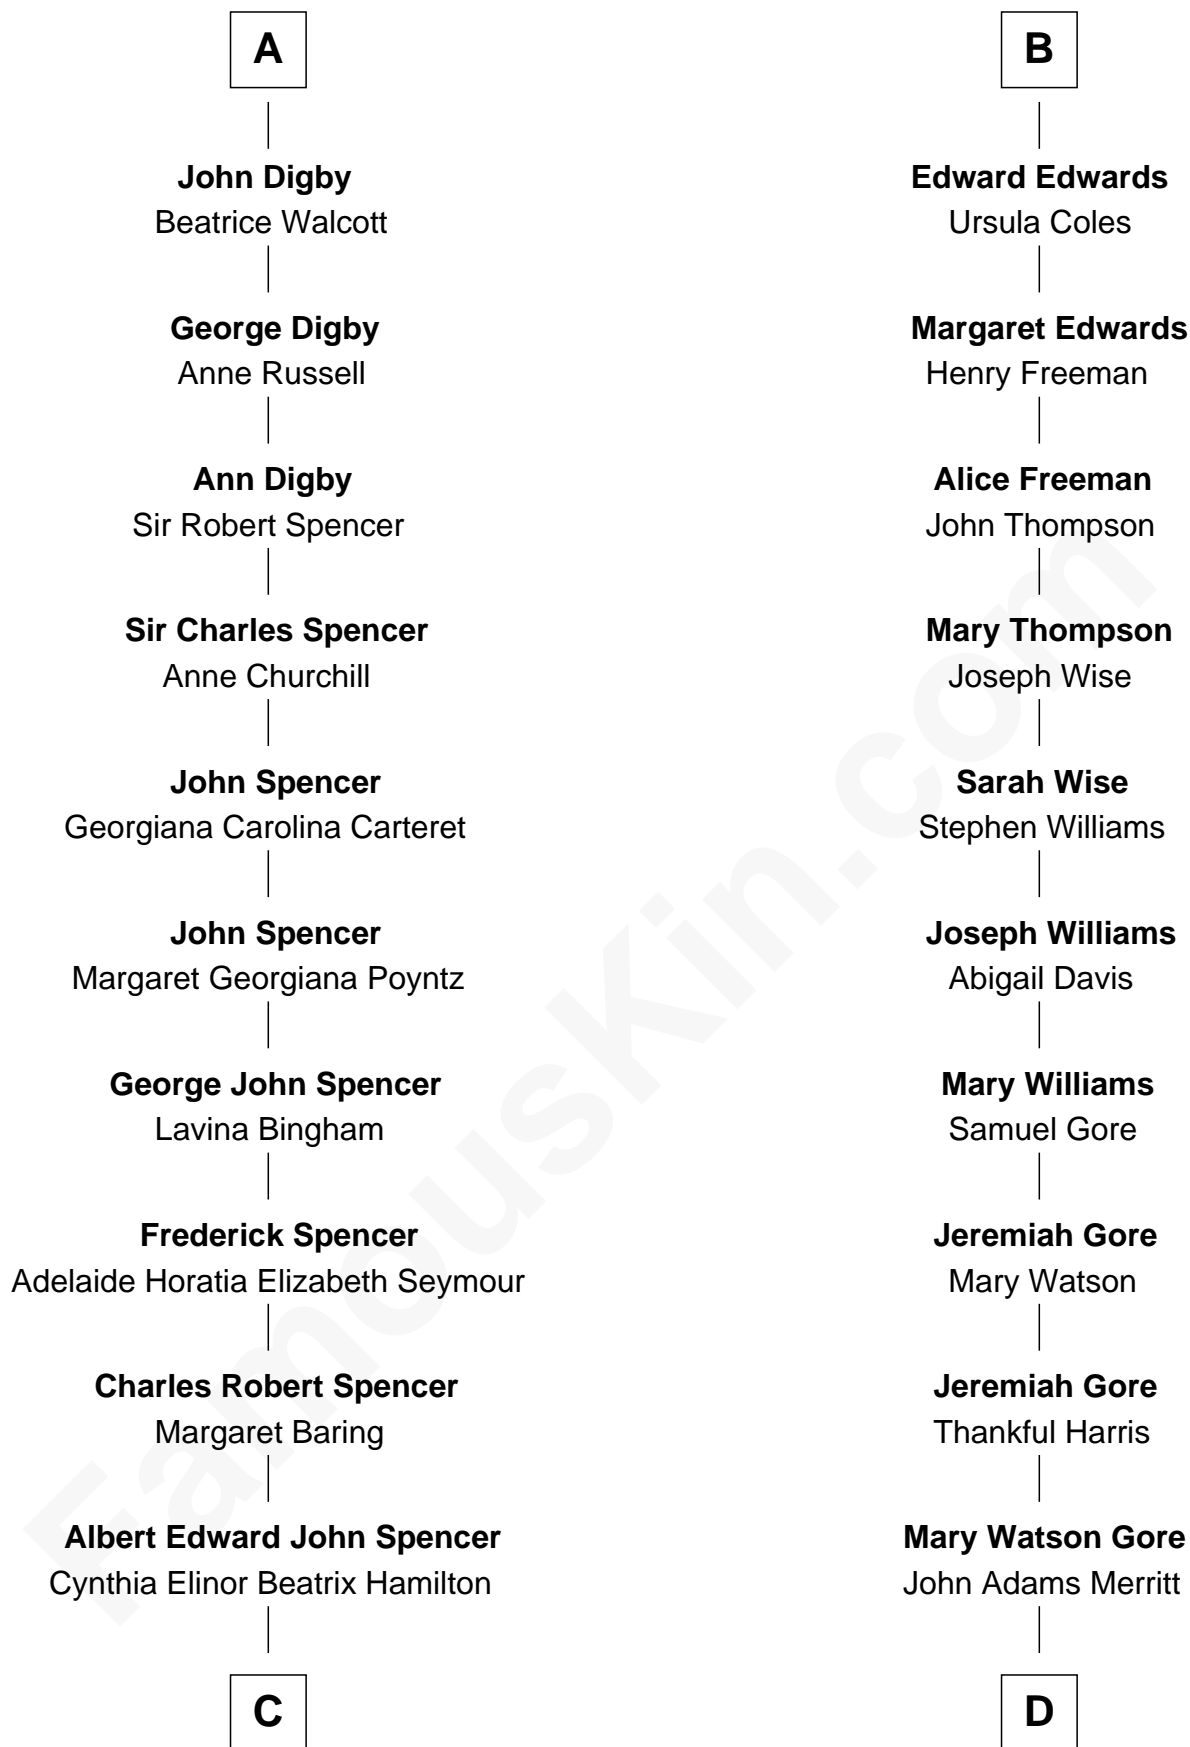 A
John Digby
Beatrice Walcott
George Digby
Anne Russell
Ann Digby
Sir Robert Spencer
Sir Charles Spencer
Anne Churchill
John Spencer
Georgiana Carolina Carteret
John Spencer
Margaret Georgiana Poyntz
George John Spencer
Lavina Bingham
Frederick Spencer
Adelaide Horatia Elizabeth Seymour
Charles Robert Spencer
Margaret Baring
Albert Edward John Spencer
Cynthia Elinor Beatrix Hamilton
C
B
Edward Edwards
Ursula Coles
Margaret Edwards
Henry Freeman
Alice Freeman
John Thompson
Mary Thompson
Joseph Wise
Sarah Wise
Stephen Williams
Joseph Williams
Abigail Davis
Mary Williams
Samuel Gore
Jeremiah Gore
Mary Watson
Jeremiah Gore
Thankful Harris
Mary Watson Gore
John Adams Merritt
D
FamousKin.com